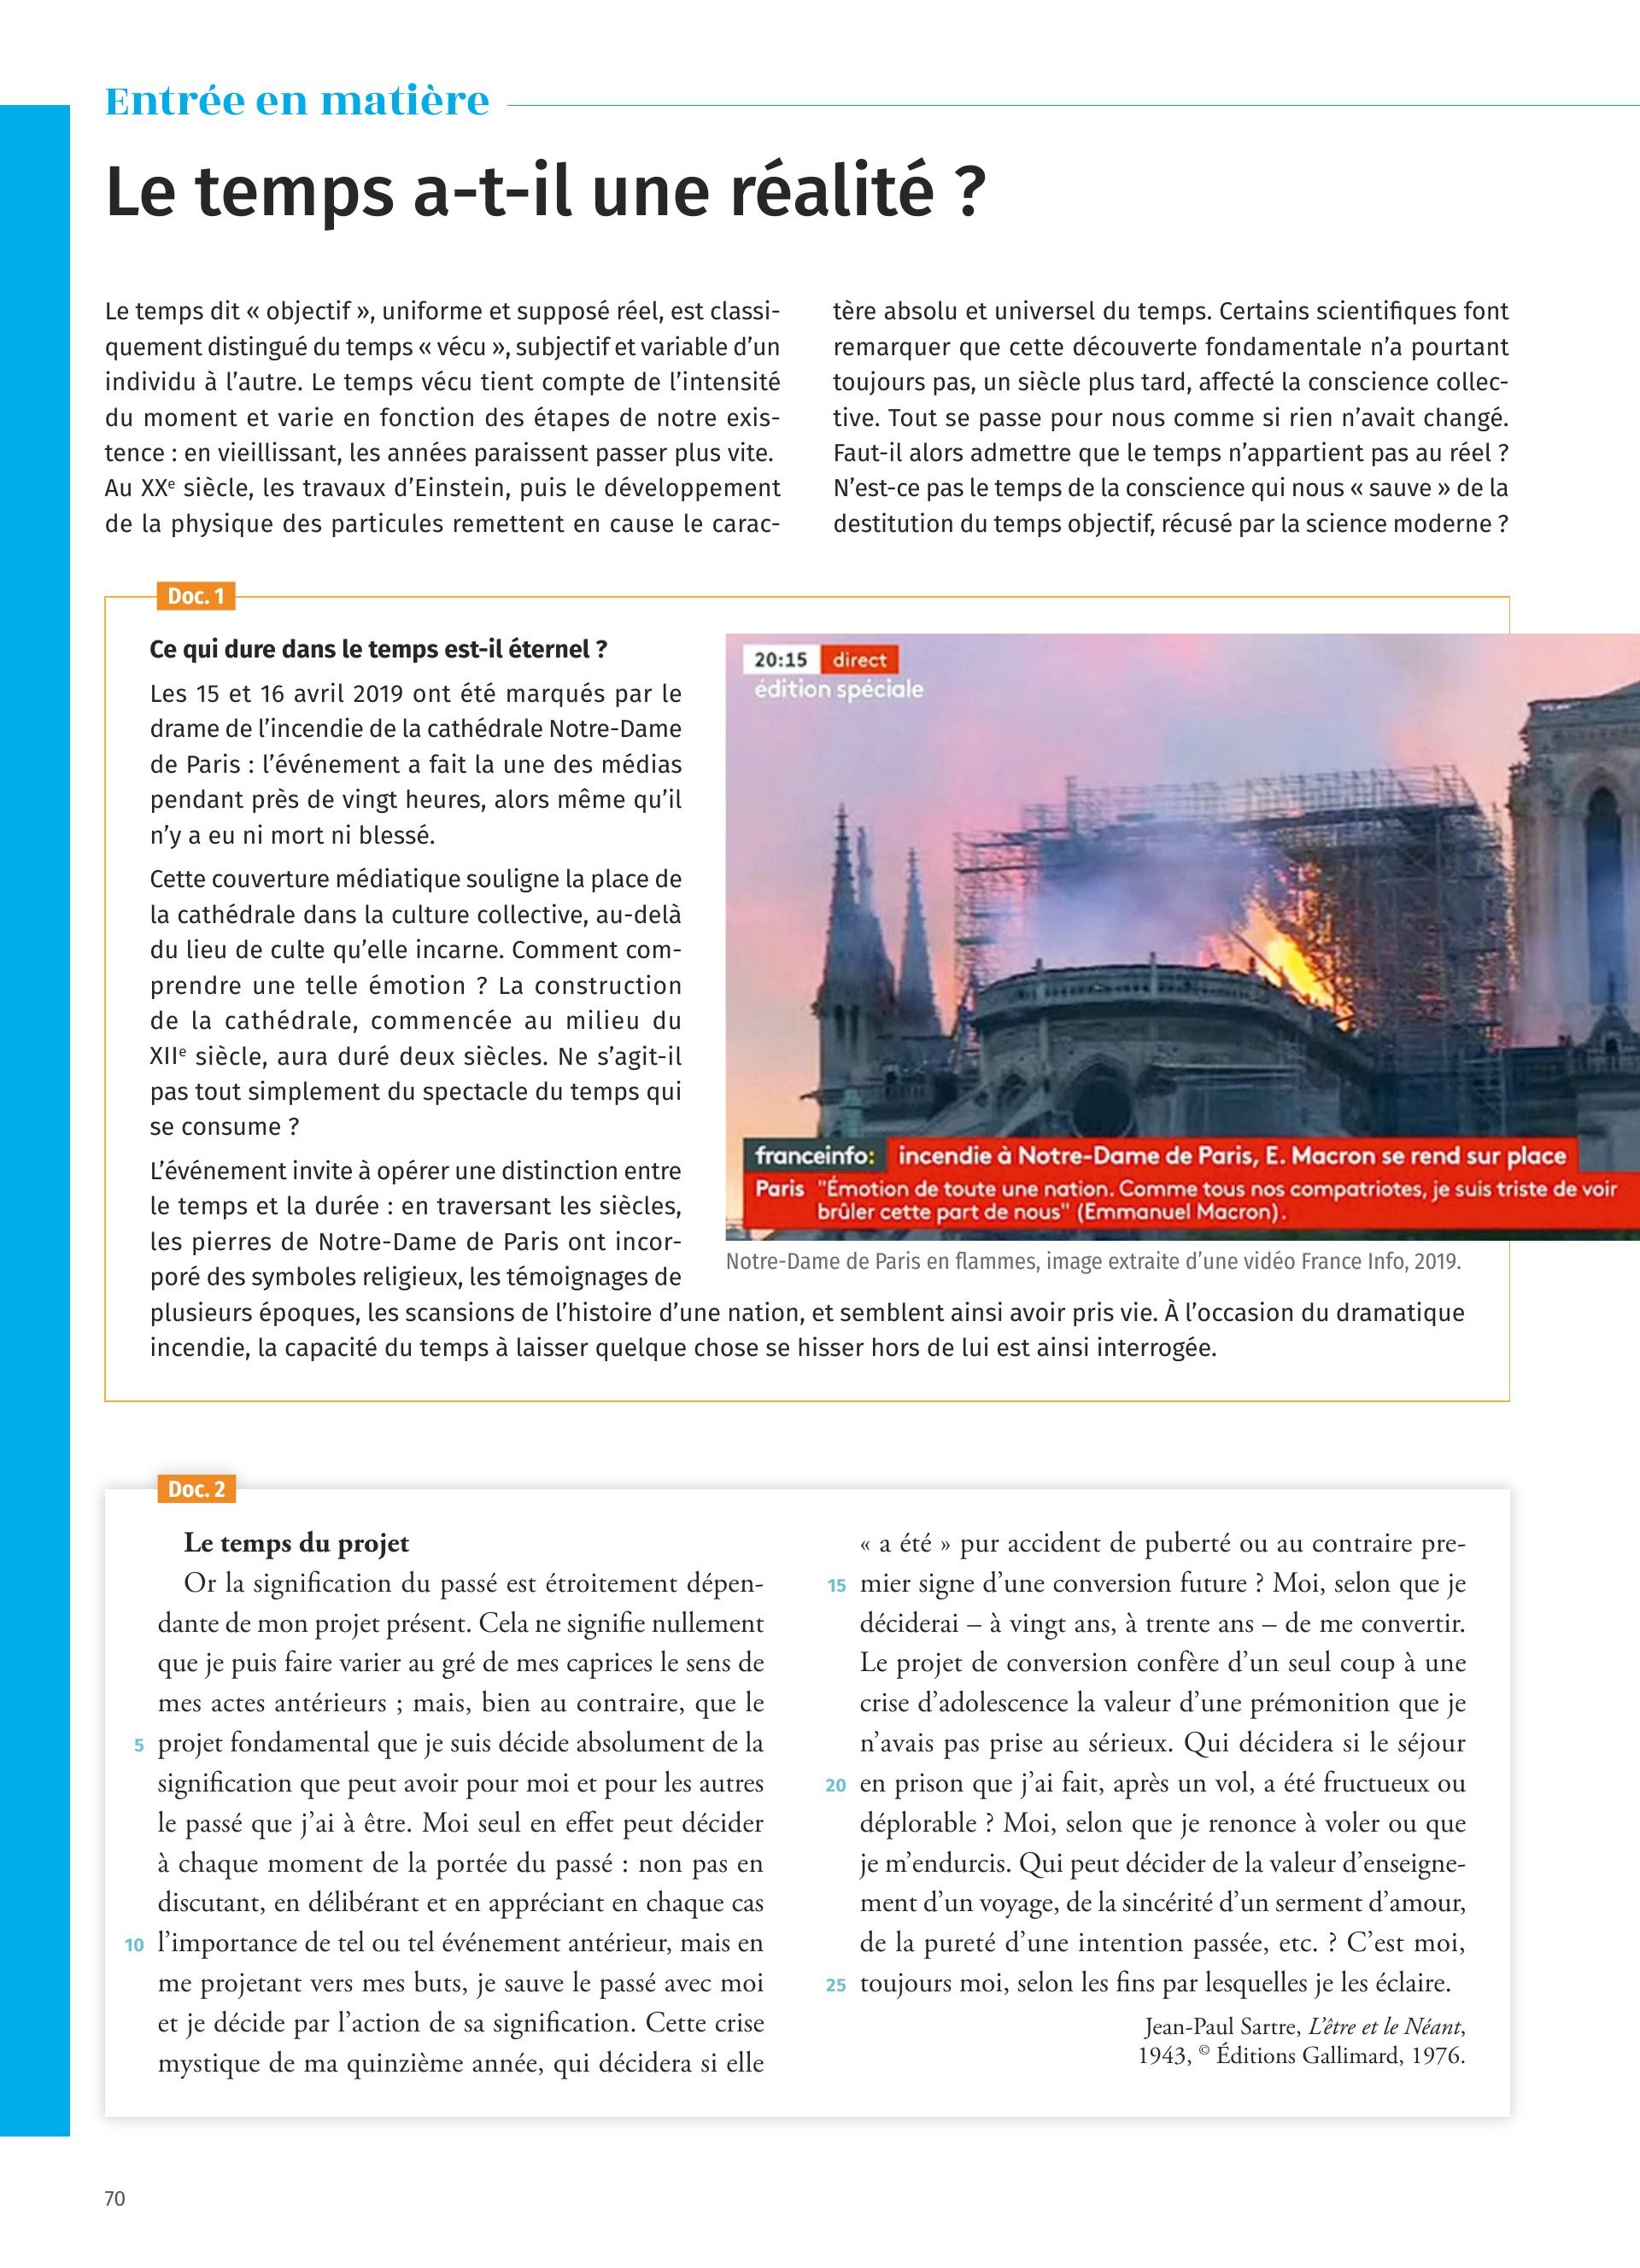 Entrée en matière
Le temps a-t-il une réalité ?
Le temps dit « objectif », uniforme et supposé réel, est classi-
quement distingué du temps « vécu », subjectif et variable d’un
individu à l’autre. Le temps vécu tient compte de l’intensité
du moment et varie en fonction des étapes de notre exis-
tence : en vieillissant, les années paraissent passer plus vite.
Au XXe siècle, les travaux d’Einstein, puis le développement
de la physique des particules remettent en cause le carac-
tère absolu et universel du temps. Certains scientifiques font
remarquer que cette découverte fondamentale n’a pourtant
toujours pas, un siècle plus tard, affecté la conscience collec-
tive. Tout se passe pour nous comme si rien n’avait changé.
Faut-il alors admettre que le temps n’appartient pas au réel ?
N’est-ce pas le temps de la conscience qui nous « sauve » de la
destitution du temps objectif, récusé par la science moderne ?
Doc. 1
Ce qui dure dans le temps est-il éternel ?
Les 15 et 16 avril 2019 ont été marqués par le
drame de l’incendie de la cathédrale Notre-Dame
de Paris : l’événement a fait la une des médias
pendant près de vingt heures, alors même qu’il
n’y a eu ni mort ni blessé.
Cette couverture médiatique souligne la place de
la cathédrale dans la culture collective, au-delà
du lieu de culte qu’elle incarne. Comment com-
prendre une telle émotion ? La construction
de la cathédrale, commencée au milieu du
XIIe siècle, aura duré deux siècles. Ne s’agit-il
pas tout simplement du spectacle du temps qui
se consume ?
L’événement invite à opérer une distinction entre
le temps et la durée : en traversant les siècles,
les pierres de Notre-Dame de Paris ont incor-
poré des symboles religieux, les témoignages de
plusieurs époques, les scansions de l’histoire d’une nation, et semblent ainsi avoir pris vie. À l’occasion du dramatique
incendie, la capacité du temps à laisser quelque chose se hisser hors de lui est ainsi interrogée.
20:15 direct
édition spéciale
franceinfo: incendie à Notre-Dame de Paris, E. Macron se rend sur place
Paris "Émotion de toute une nation. Comme tous nos compatriotes, je suis triste de voir
brûler cette part de nous" (Emmanuel Macron).
Notre-Dame de Paris en flammes, image extraite d’une vidéo France Info, 2019.
Doc. 2
Le temps du projet
Or la signification du passé est étroitement dépen-
dante de mon projet présent. Cela ne signifie nullement
que je puis faire varier au gré de mes caprices le sens de
mes actes antérieurs ; mais, bien au contraire, que le
5 projet fondamental que je suis décide absolument de la
signification que peut avoir pour moi et pour les autres
le passé que j’ai à être. Moi seul en effet peut décider
à chaque moment de la portée du passé : non pas en
discutant, en délibérant et en appréciant en chaque cas
10 l’importance de tel ou tel événement antérieur, mais en
me projetant vers mes buts, je sauve le passé avec moi
et je décide par l’action de sa signification. Cette crise
mystique de ma quinzième année, qui décidera si elle
« a été » pur accident de puberté ou au contraire pre-
15 mier signe d’une conversion future ? Moi, selon que je
déciderai – à vingt ans, à trente ans – de me convertir.
Le projet de conversion confère d’un seul coup à une
crise d’adolescence la valeur d’une prémonition que je
n’avais pas prise au sérieux. Qui décidera si le séjour
20 en prison que j’ai fait, après un vol, a été fructueux ou
déplorable ? Moi, selon que je renonce à voler ou que
je m’endurcis. Qui peut décider de la valeur d’enseigne-
ment d’un voyage, de la sincérité d’un serment d’amour,
de la pureté d’une intention passée, etc. ? C’est moi,
25 toujours moi, selon les fins par lesquelles je les éclaire.
Jean-Paul Sartre, L’être et le Néant,
1943, © Éditions Gallimard, 1976.
70